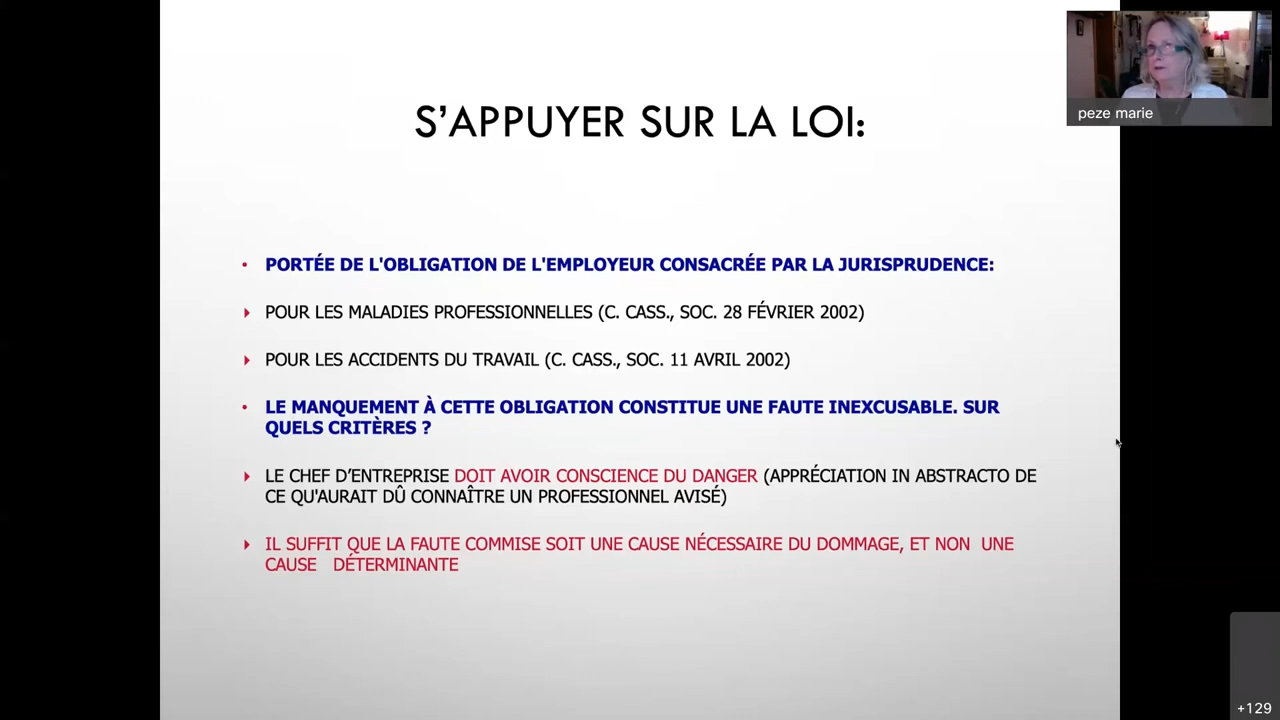 S’APPUYER SUR LA LOI:
peze marie
PORTÉE DE L'OBLIGATION DE L'EMPLOYEUR CONSACRÉE PAR LA JURISPRUDENCE:
POUR LES MALADIES PROFESSIONNELLES (C. CASS., SOC. 28 FÉVRIER 2002)
POUR LES ACCIDENTS DU TRAVAIL (C. CASS., SOC. 11 AVRIL 2002)
LE MANQUEMENT À CETTE OBLIGATION CONSTITUE UNE FAUTE INEXCUSABLE. SUR
QUELS CRITÈRES ?
LE CHEF D’ENTREPRISE DOIT AVOIR CONSCIENCE DU DANGER (APPRÉCIATION IN ABSTRACTO DE
CE QU'AURAIT DÛ CONNAÎTRE UN PROFESSIONNEL AVISÉ)
IL SUFFIT QUE LA FAUTE COMMISE SOIT UNE CAUSE NÉCESSAIRE DU DOMMAGE, ET NON UNE
CAUSE DÉTERMINANTE
+129